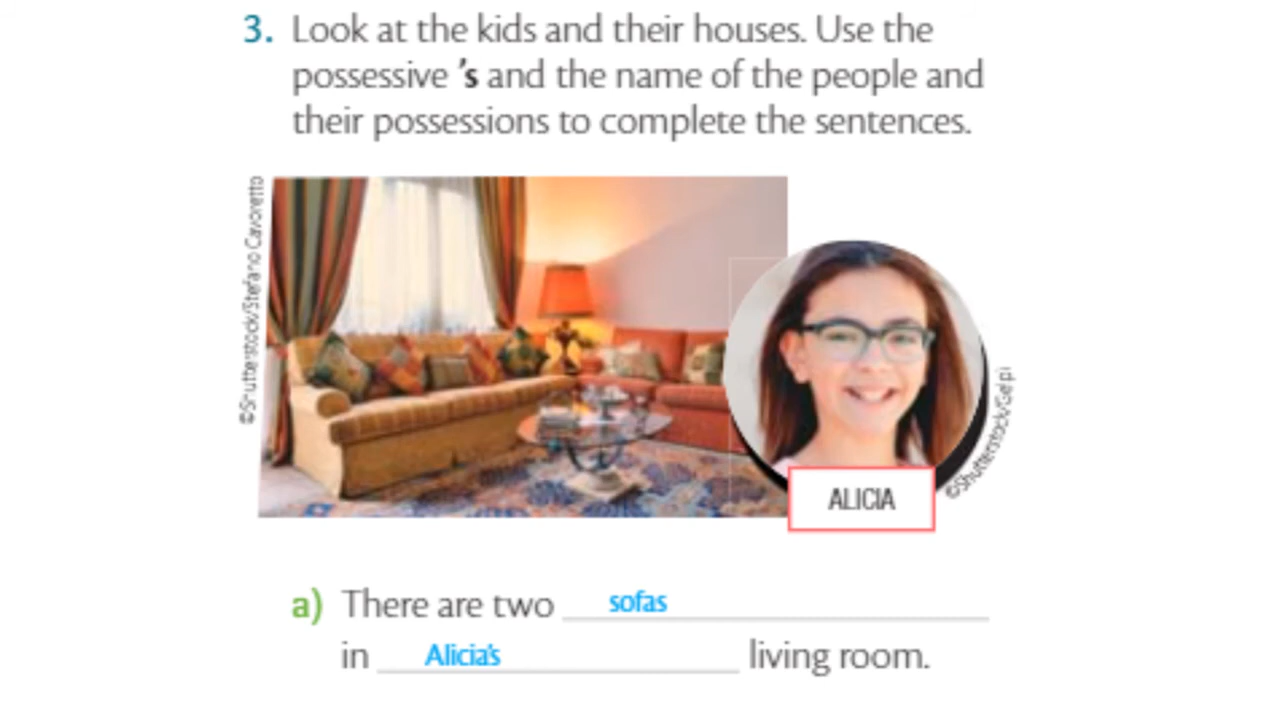 3. Look at the kids and their houses. Use the
possessive 's and the name of the people and
their possessions to complete the sentences.
©Shutterstock/Stefano Cavoretto
©Shutterstock/Gelpi
ALICIA
a) There are two sofas
in Alicia's living room.